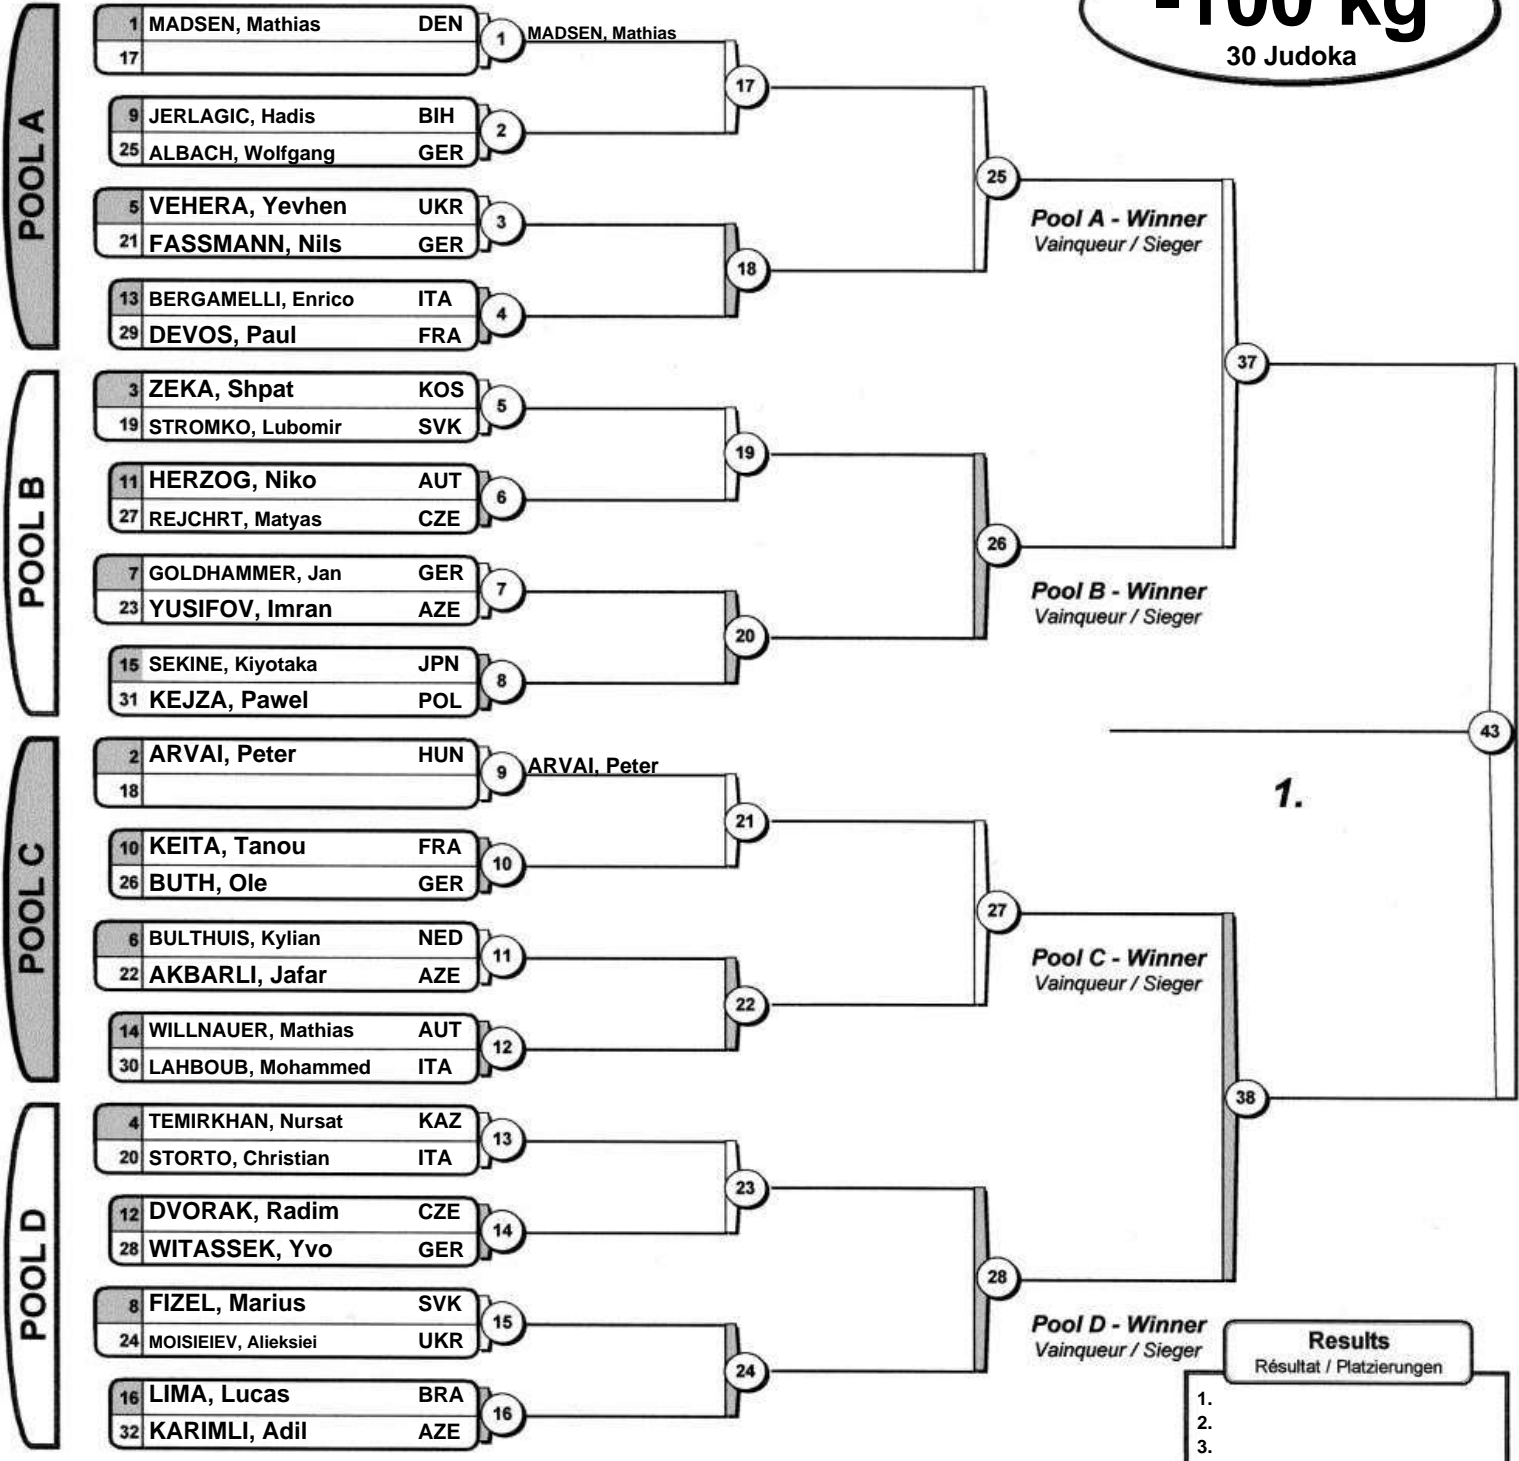 -100 kg
30 Judoka
POOL A
1 MADSEN, Mathias DEN
17
1 MADSEN, Mathias
9 JERLAGIC, Hadis BIH
25 ALBACH, Wolfgang GER
2
17
5 VEHERA, Yevhen UKR
21 FASSMANN, Nils GER
3
13 BERGAMELLI, Enrico ITA
29 DEVOS, Paul FRA
4
18
25
Pool A - Winner
Vainqueur / Sieger
POOL B
3 ZEKA, Shpat KOS
19 STROMKO, Lubomir SVK
5
11 HERZOG, Niko AUT
27 REJCHRT, Matyas CZE
6
19
7 GOLDHAMMER, Jan GER
23 YUSIFOV, Imran AZE
7
15 SEKINE, Kiyotaka JPN
31 KEJZA, Pawel POL
8
20
26
Pool B - Winner
Vainqueur / Sieger
37
43
1.
POOL C
2 ARVAI, Peter HUN
18
9 ARVAI, Peter
10 KEITA, Tanou FRA
26 BUTH, Ole GER
10
21
6 BULTHUIS, Kylian NED
22 AKBARLI, Jafar AZE
11
14 WILLNAUER, Mathias AUT
30 LAHBOUB, Mohammed ITA
12
22
27
Pool C - Winner
Vainqueur / Sieger
POOL D
4 TEMIRKHAN, Nursat KAZ
20 STORTO, Christian ITA
13
12 DVORAK, Radim CZE
28 WITASSEK, Yvo GER
14
23
8 FIZEL, Marius SVK
24 MOISIEIEV, Alieksiei UKR
15
16 LIMA, Lucas BRA
32 KARIMLI, Adil AZE
16
24
28
Pool D - Winner
Vainqueur / Sieger
38
Results
Résultat / Platzierungen
1.
2.
3.